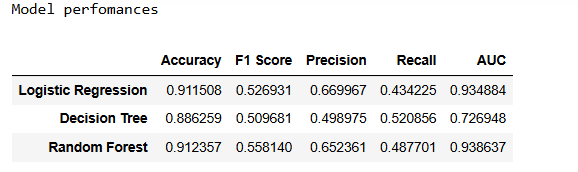 Model perfomances
Accuracy F1 Score Precision Recall AUC
Logistic Regression 0.911508 0.526931 0.669967 0.434225 0.934884
Decision Tree 0.886259 0.509681 0.498975 0.520856 0.726948
Random Forest 0.912357 0.558140 0.652361 0.487701 0.938637